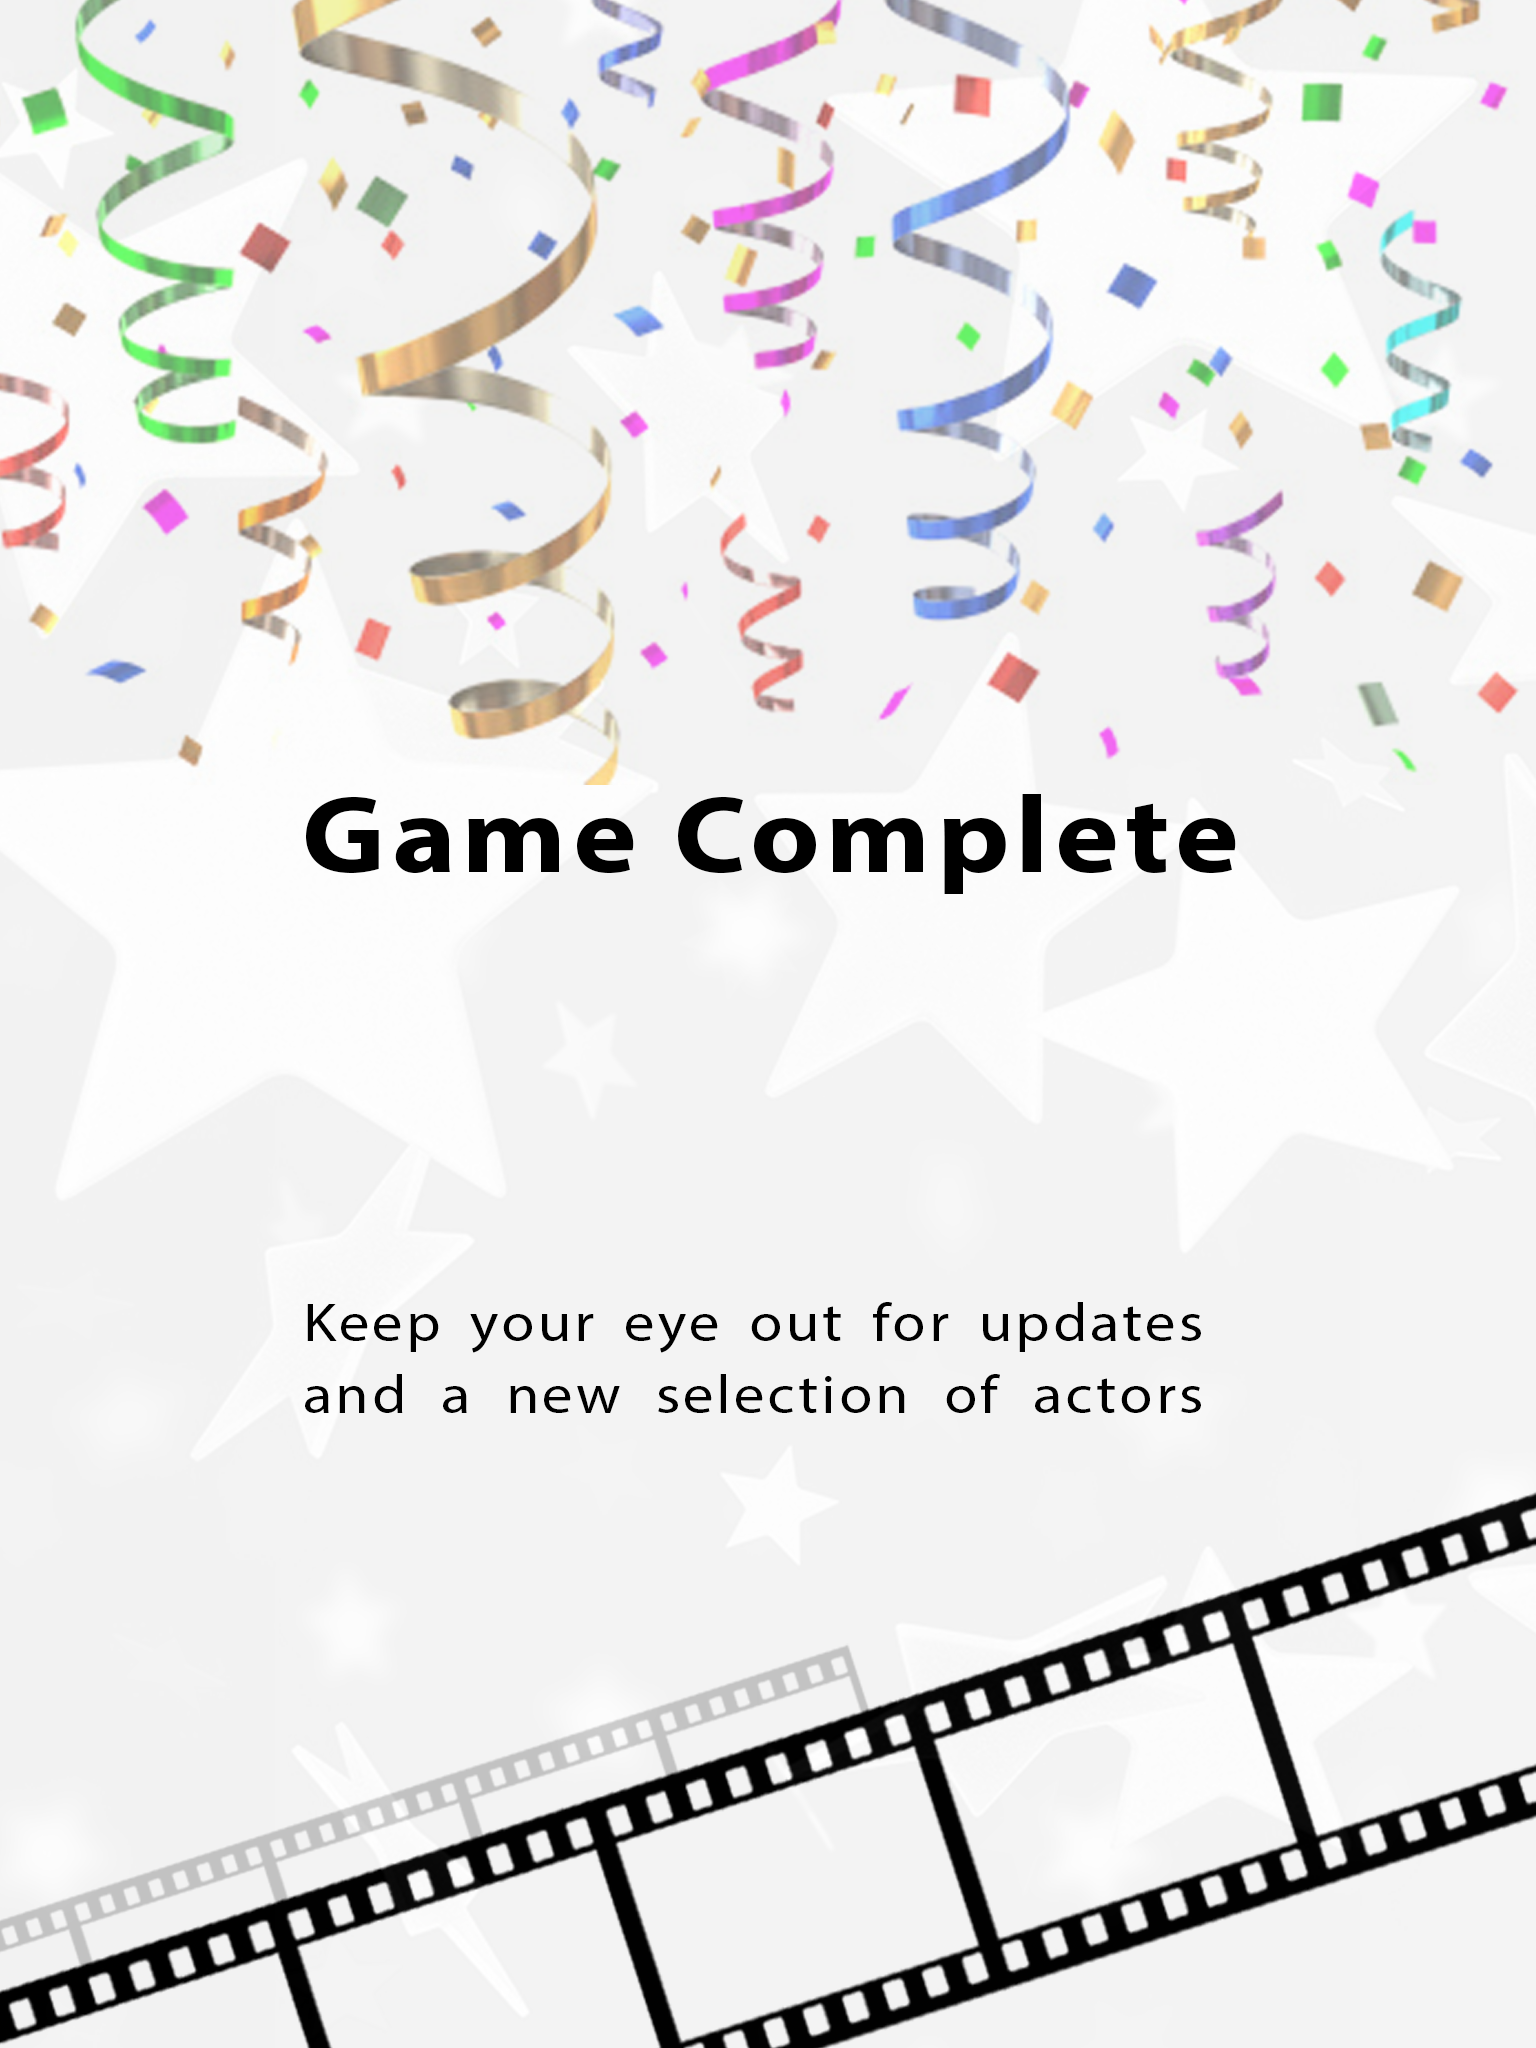 Game Complete
Keep your eye out for updates
and a new selection of actors